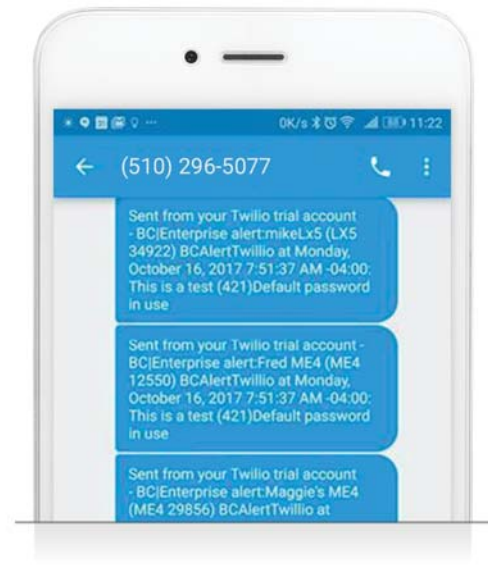 0K/s 11:22
(510) 296-5077
Sent from your Twilio trial account
- BC|Enterprise alert:mikeLx5 (LX5
34922) BCAlertTwillio at Monday,
October 16, 2017 7:51:37 AM -04:00:
This is a test (421)Default password
in use
Sent from your Twilio trial account -
BC|Enterprise alert:Fred ME4 (ME4
12550) BCAlertTwillio at Monday,
October 16, 2017 7:51:37 AM -04:00:
This is a test (421)Default password
in use
Sent from your Twilio trial account
- BC|Enterprise alert:Maggie's ME4
(ME4 29856) BCAlertTwillio at